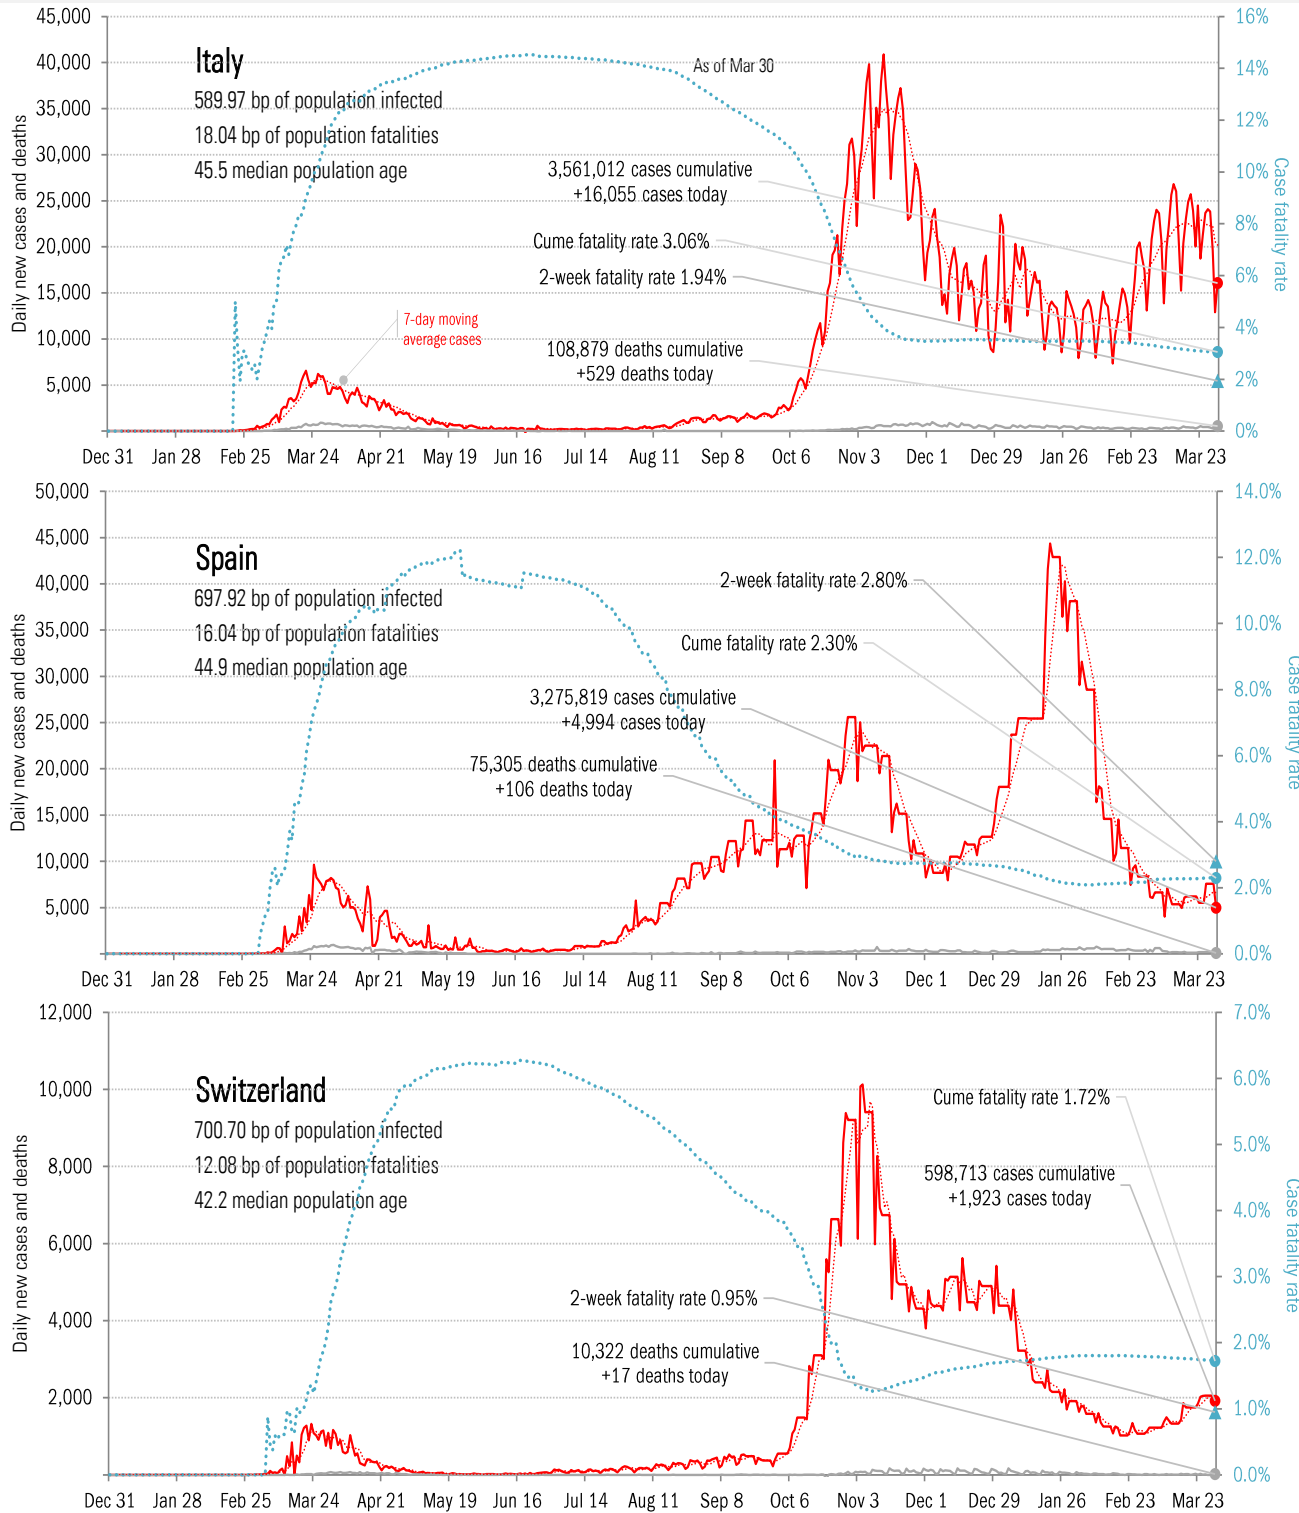 45,000
40,000
35,000
30,000
25,000
20,000
15,000
10,000
5,000
Daily new cases and deaths
Italy
589.97 bp of population infected
18.04 bp of population fatalities
45.5 median population age
As of Mar 30
3,561,012 cases cumulative
+16,055 cases today
Cume fatality rate 3.06%
2-week fatality rate 1.94%
7-day moving
average cases
108,879 deaths cumulative
+529 deaths today
16%
14%
12%
10%
8%
6%
4%
2%
0%
Case fatality rate
Dec 31 Jan 28 Feb 25 Mar 24 Apr 21 May 19 Jun 16 Jul 14 Aug 11 Sep 8 Oct 6 Nov 3 Dec 1 Dec 29 Jan 26 Feb 23 Mar 23
50,000
45,000
40,000
35,000
30,000
25,000
20,000
15,000
10,000
5,000
Daily new cases and deaths
Spain
697.92 bp of population infected
16.04 bp of population fatalities
44.9 median population age
2-week fatality rate 2.80%
Cume fatality rate 2.30%
3,275,819 cases cumulative
+4,994 cases today
75,305 deaths cumulative
+106 deaths today
14.0%
12.0%
10.0%
8.0%
6.0%
4.0%
2.0%
0.0%
Case fatality rate
Dec 31 Jan 28 Feb 25 Mar 24 Apr 21 May 19 Jun 16 Jul 14 Aug 11 Sep 8 Oct 6 Nov 3 Dec 1 Dec 29 Jan 26 Feb 23 Mar 23
12,000
10,000
8,000
6,000
4,000
2,000
Daily new cases and deaths
Switzerland
700.70 bp of population infected
12.08 bp of population fatalities
42.2 median population age
Cume fatality rate 1.72%
598,713 cases cumulative
+1,923 cases today
2-week fatality rate 0.95%
10,322 deaths cumulative
+17 deaths today
7.0%
6.0%
5.0%
4.0%
3.0%
2.0%
1.0%
0.0%
Case fatality rate
Dec 31 Jan 28 Feb 25 Mar 24 Apr 21 May 19 Jun 16 Jul 14 Aug 11 Sep 8 Oct 6 Nov 3 Dec 1 Dec 29 Jan 26 Feb 23 Mar 23